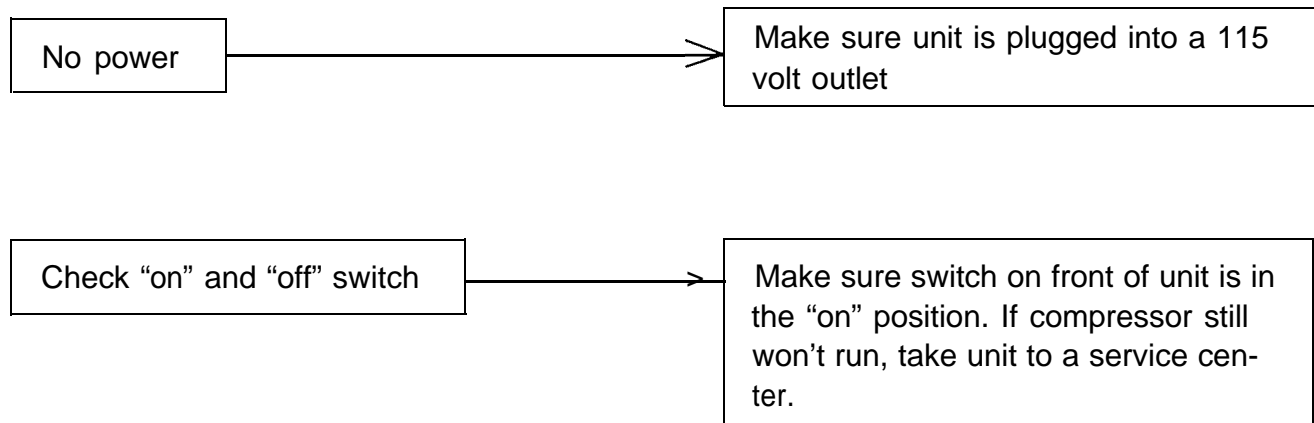 No power
Make sure unit is plugged into a 115
volt outlet
Check “on” and “off” switch
Make sure switch on front of unit is in
the “on” position. If compressor still
won’t run, take unit to a service cen-
ter.